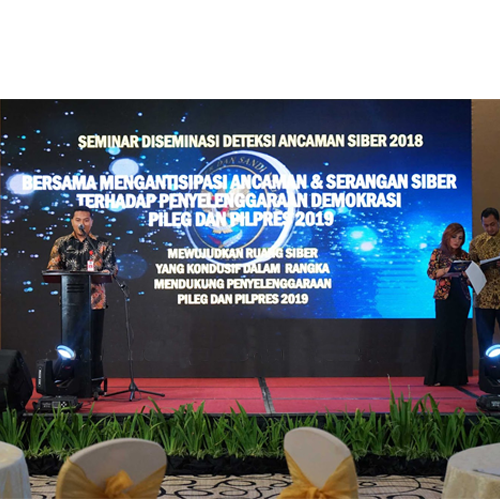 SEMINAR DISEMINASI DETEKSI ANCAMAN SIBER 2018
BERSAMA MENGANTISIPASI ANCAMAN & SERANGAN SIBER
TERHADAP PENYELENGGARAAN DEMOKRASI
PILEG DAN PILPRES 2019
MEWUJUDKAN RUANG SIBER
YANG KONDUSIF DALAM RANGKA
MENDUKUNG PENYELENGGARAAN
PILEG DAN PILPRES 2019